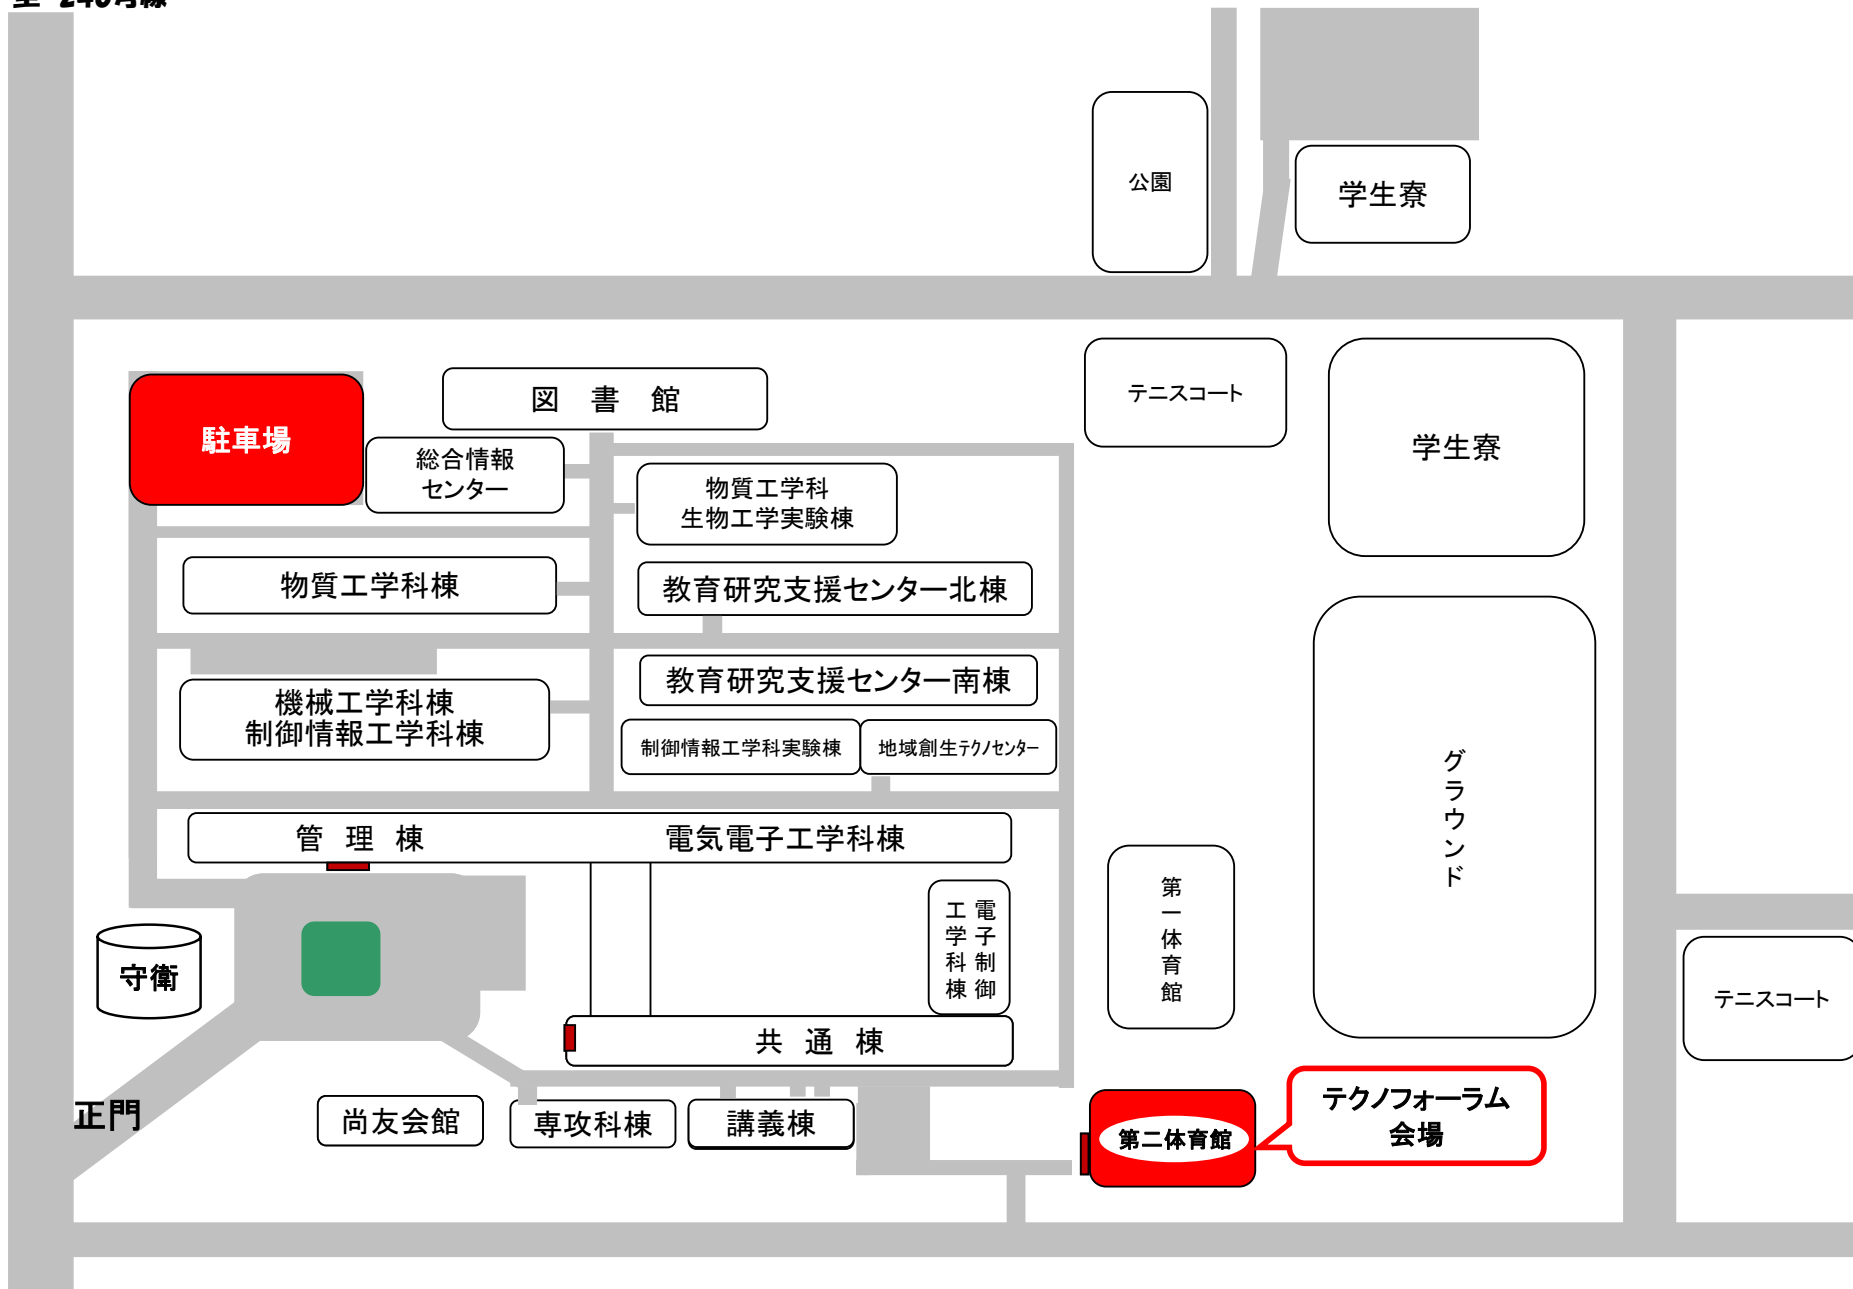 公園
学生寮
テニスコート
学生寮
図 書 館
駐車場
総合情報
センター
物質工学科
生物工学実験棟
物質工学科棟
教育研究支援センター北棟
教育研究支援センター南棟
機械工学科棟
制御情報工学科棟
制御情報工学科実験棟
地域創生テクノセンター
グラウンド
管 理 棟
電気電子工学科棟
電子制御
工学科棟
第一体育館
守衛
テニスコート
共 通 棟
正門
尚友会館
専攻科棟
講義棟
第二体育館
テクノフォーラム
会場